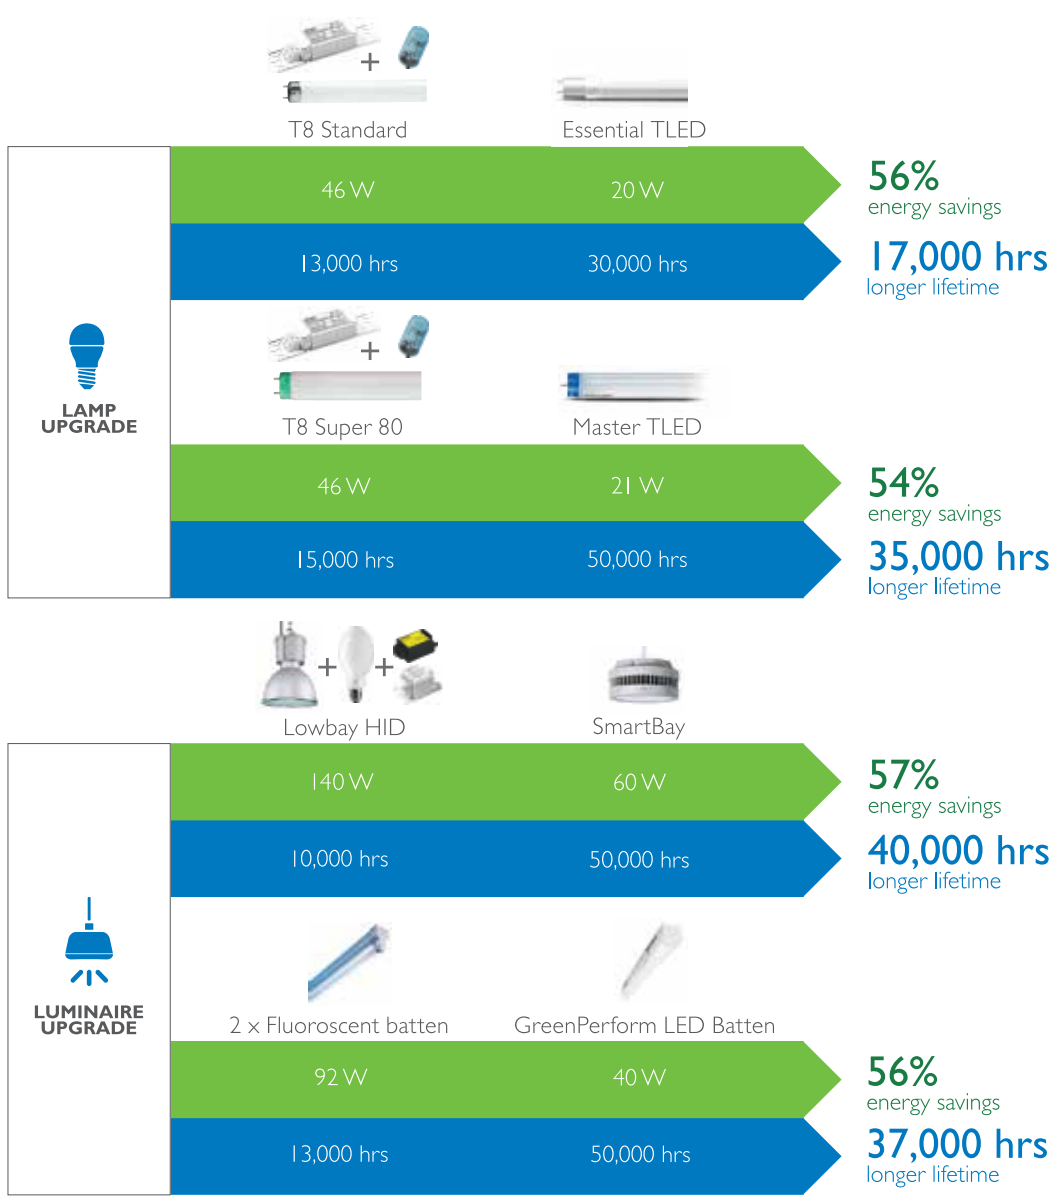 T8 Standard
Essential TLED
46 W
20 W
56%
energy savings
13,000 hrs
30,000 hrs
17,000 hrs
longer lifetime
LAMP
UPGRADE
T8 Super 80
Master TLED
46 W
21 W
54%
energy savings
15,000 hrs
50,000 hrs
35,000 hrs
longer lifetime
Lowbay HID
SmartBay
140 W
60 W
57%
energy savings
10,000 hrs
50,000 hrs
40,000 hrs
longer lifetime
LUMINAIRE
UPGRADE
2 x Fluoroscent batten
GreenPerform LED Batten
92 W
40 W
56%
energy savings
13,000 hrs
50,000 hrs
37,000 hrs
longer lifetime